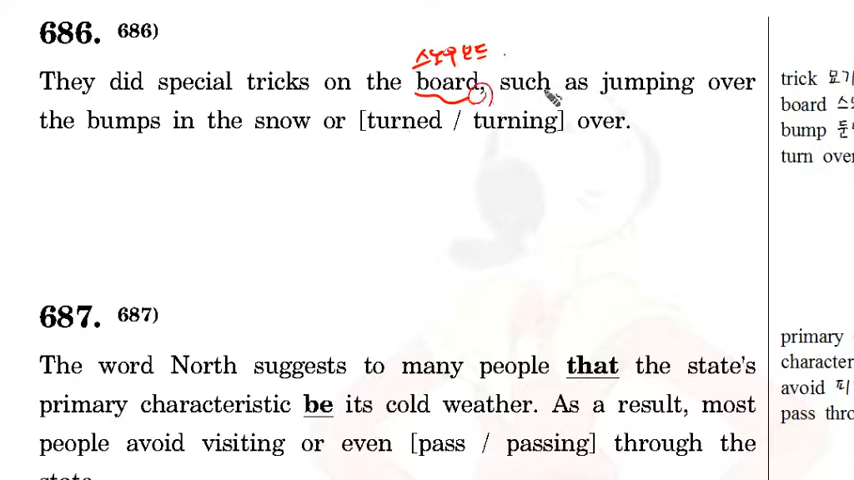 686. 686)
스노우보드
They did special tricks on the board, such as jumping over
the bumps in the snow or [turned / turning] over.
trick 묘기
board
bump
turn over
687. 687)
The word North suggests to many people that the state's
primary characteristic be its cold weather. As a result, most
people avoid visiting or even [pass / passing] through the
state.
primary
avoid